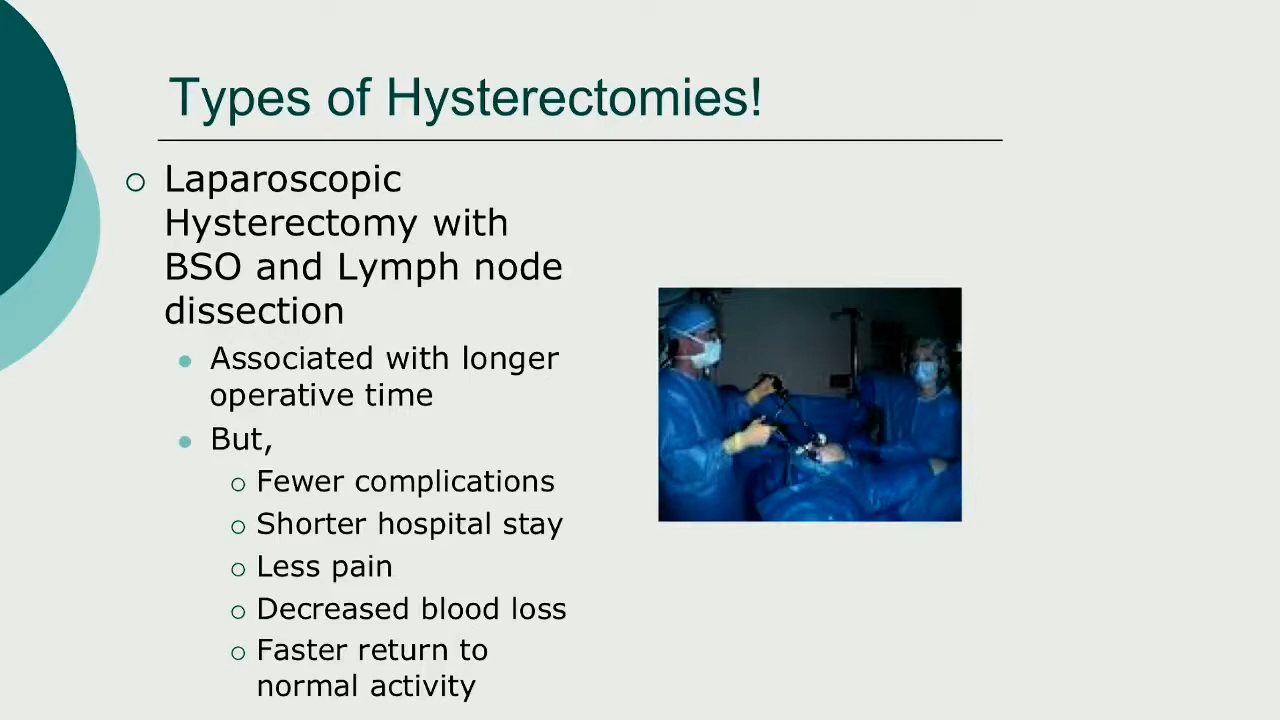 Types of Hysterectomies!
Laparoscopic
Hysterectomy with
BSO and Lymph node
dissection
Associated with longer
operative time
But,
Fewer complications
Shorter hospital stay
Less pain
Decreased blood loss
Faster return to
normal activity